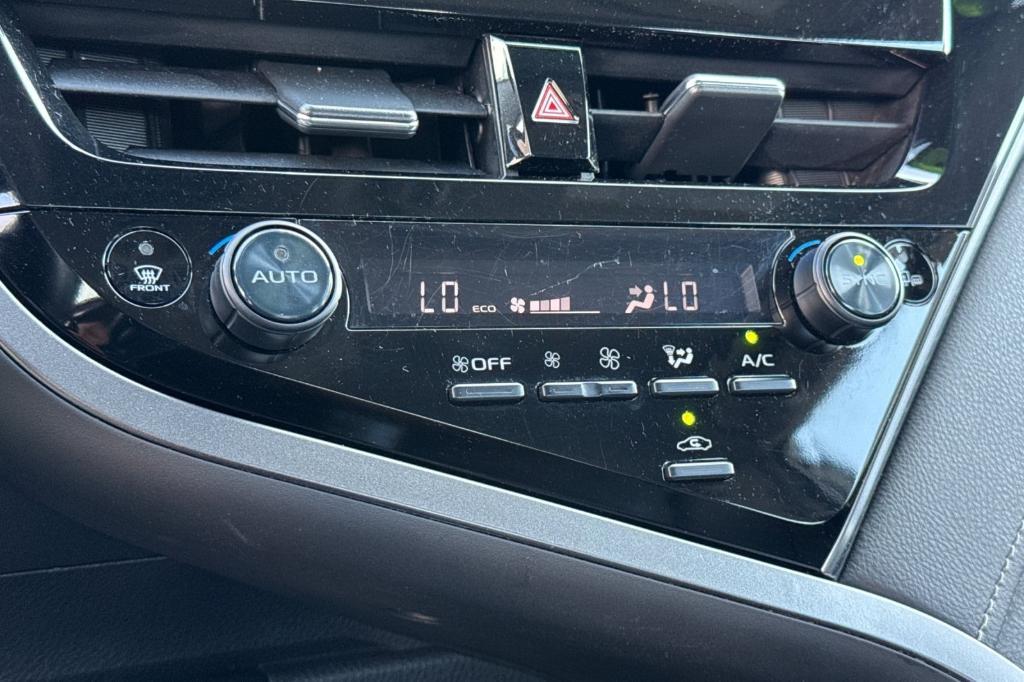 FRONT
AUTO
LO ECO LO
SYNC
OFF
A/C